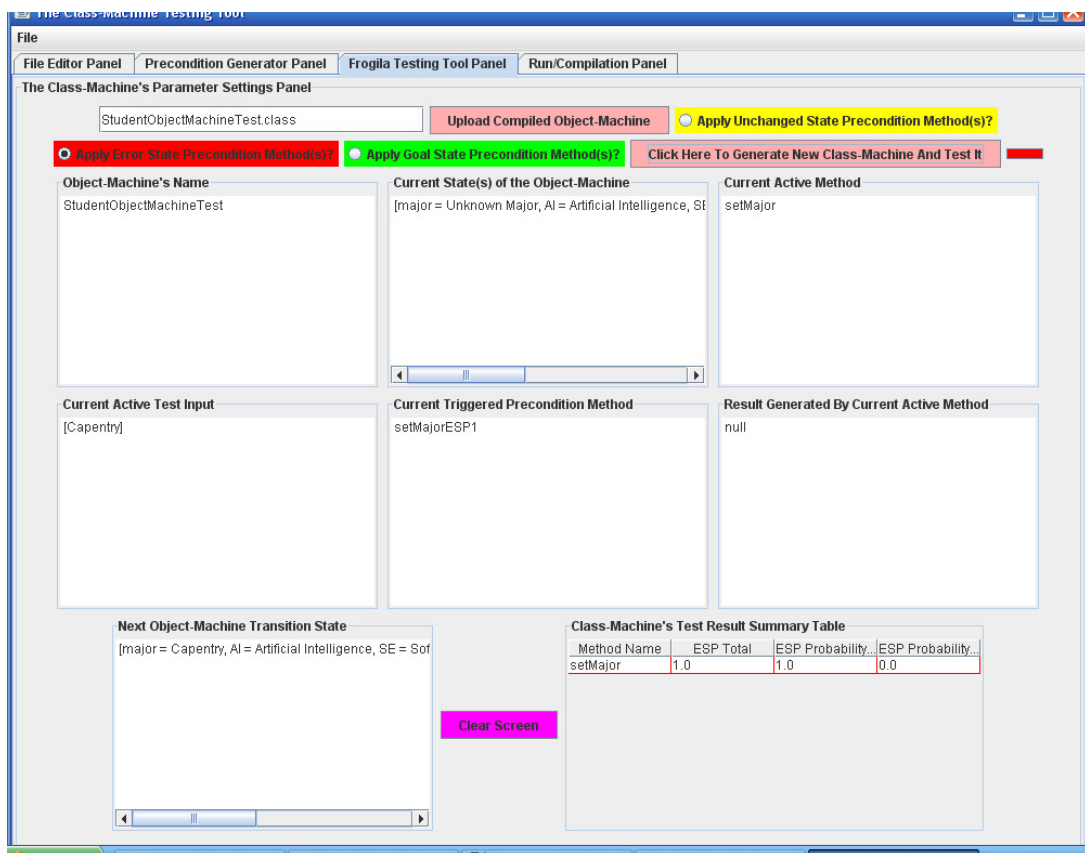 The Class-Machine Testing Tool
File
File Editor Panel Precondition Generator Panel Frogila Testing Tool Panel Run/Compilation Panel
The Class-Machine's Parameter Settings Panel
StudentObjectMachineTest.class Upload Compiled Object-Machine Apply Unchanged State Precondition Method(s)?
Apply Error State Precondition Method(s)? Apply Goal State Precondition Method(s)? Click Here To Generate New Class-Machine And Test It
Object-Machine's Name Current State(s) of the Object-Machine Current Active Method
StudentObjectMachineTest [major = Unknown Major, AI = Artificial Intelligence, SE setMajor
Current Active Test Input Current Triggered Precondition Method Result Generated By Current Active Method
[Capentry] setMajorESP1 null
Next Object-Machine Transition State Class-Machine's Test Result Summary Table
[major = Capentry, AI = Artificial Intelligence, SE = Sof Method Name ESP Total ESP Probability... ESP Probability...
setMajor 1.0 1.0 0.0
Clear Screen